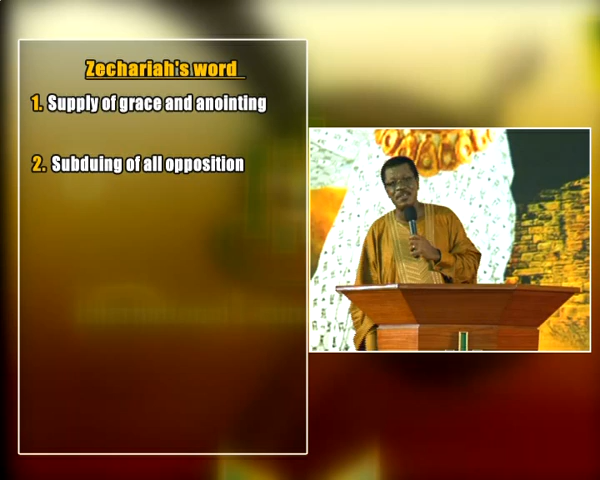 Zechariah's word
1. Supply of grace and anointing
2. Subduing of all opposition